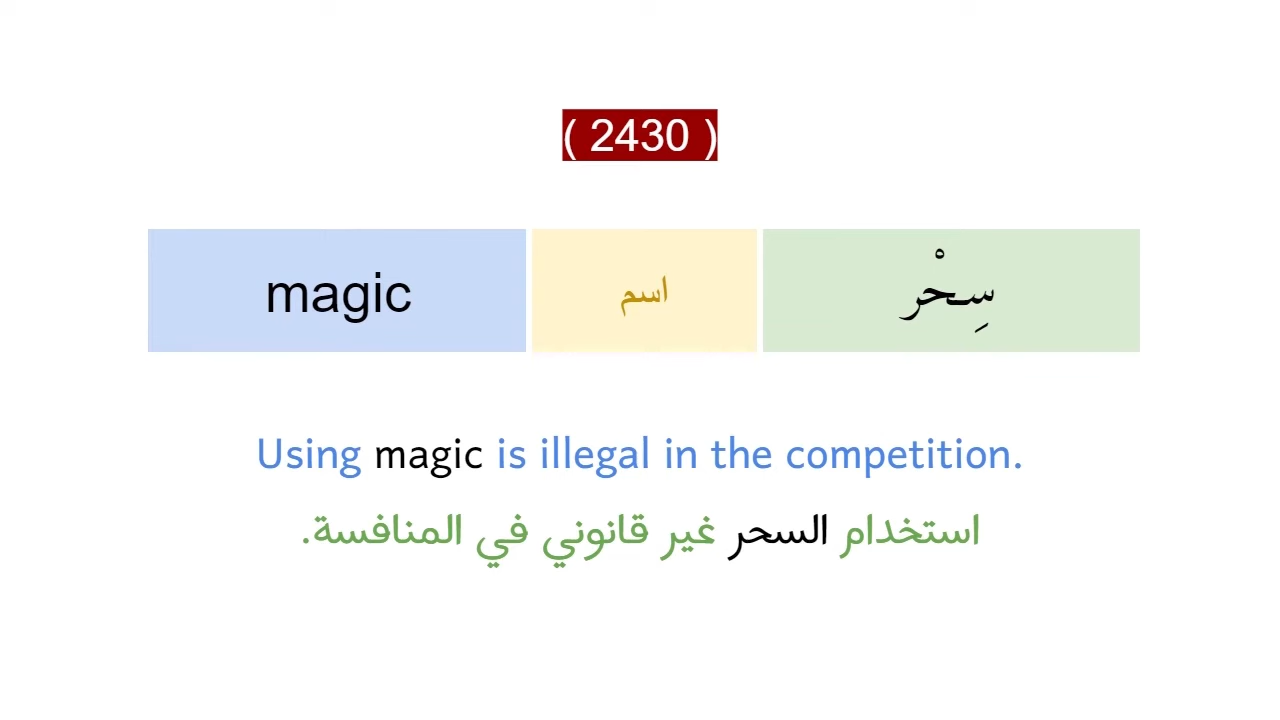 ( 2430 )
magic اسم سِحْر
Using magic is illegal in the competition.
استخدام السحر غير قانوني في المنافسة.